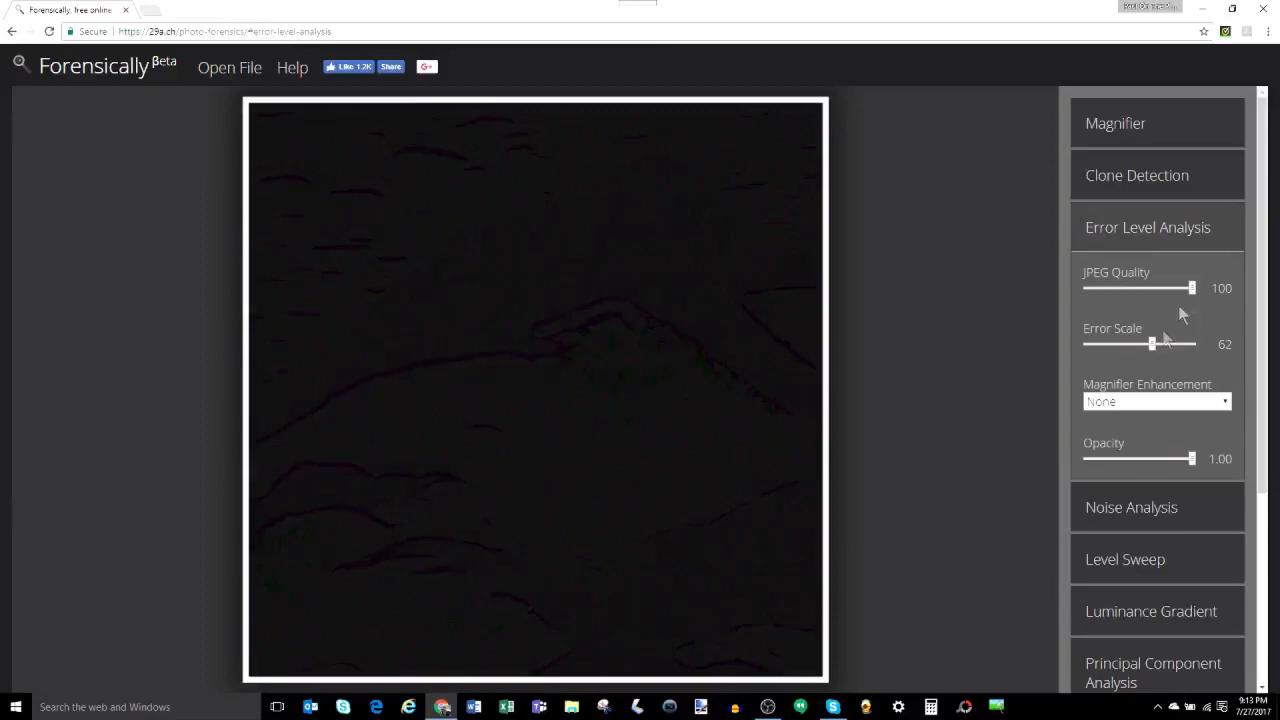 Forensically, free online
Secure
https://29a.ch/photo-forensics/#error-level-analysis
Forensically Beta
Open File
Help
Like 1.2K
Share
G+
Magnifier
Clone Detection
Error Level Analysis
JPEG Quality
100
Error Scale
62
Magnifier Enhancement
None
Opacity
1.00
Noise Analysis
Level Sweep
Luminance Gradient
Principal Component
Analysis
Search the web and Windows
9:13 PM
7/27/2017